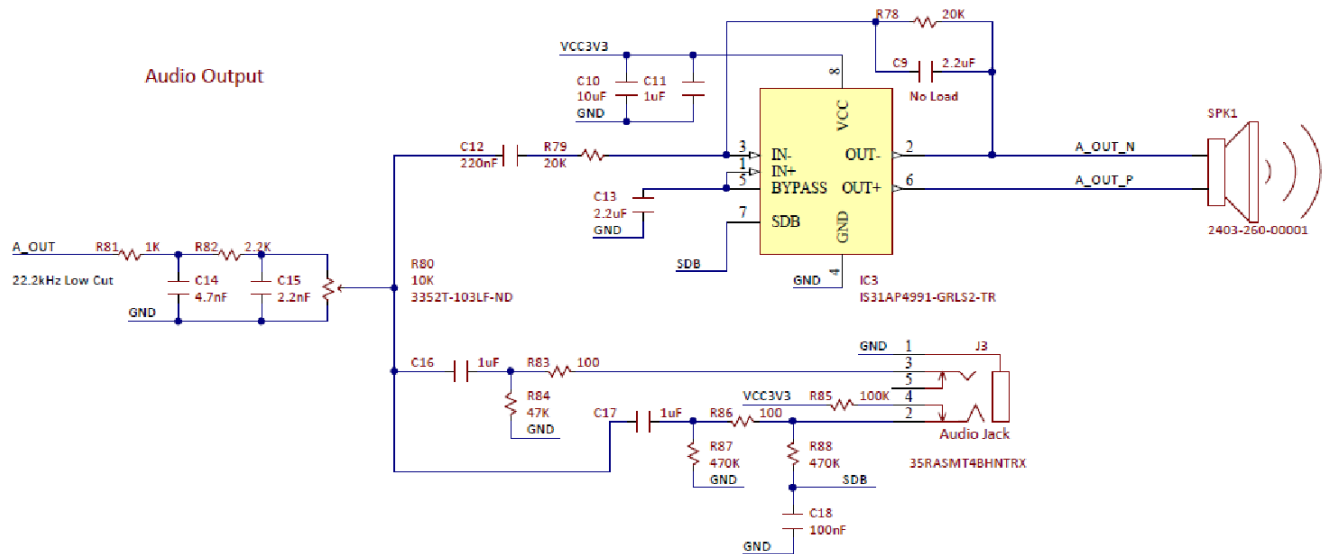 Audio Output
R78 20K
C9 2.2uF
No Load
VCC3V3
C10 C11
10uF 1uF
GND
8
VCC
SPK1
C12 R79
220nF 20K
3 IN- OUT- 2 A_OUT_N
1 IN+
5 BYPASS OUT+ 6 A_OUT_P
C13
2.2uF
GND
7 SDB
GND
SDB
4
GND
2403-260-00001
IC3
IS31AP4991-GRLS2-TR
A_OUT R81 1K R82 2.2K
22.2kHz Low Cut
C14 C15
4.7nF 2.2nF
GND
R80
10K
3352T-103LF-ND
C16 1uF R83 100
R84
47K
GND
GND 1 J3
3
5
VCC3V3 R85 100K 4
C17 1uF R86 100 2
Audio Jack
35RASMT4BHNTRX
R87 R88
470K 470K
GND SDB
C18
100nF
GND